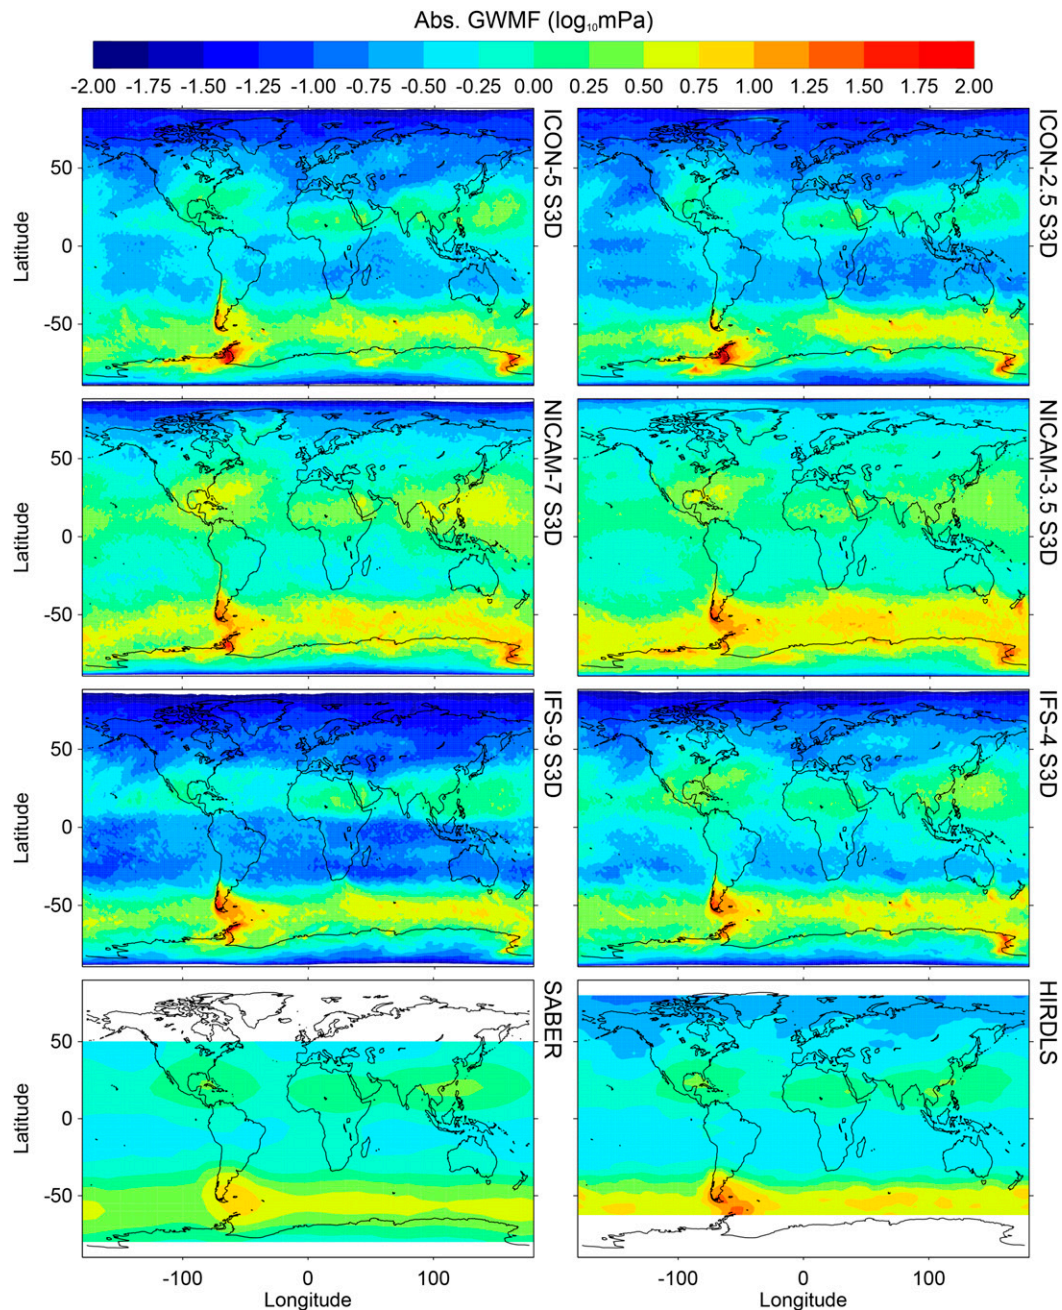 Abs. GWMF (log₁₀mPa)
-2.00 -1.75 -1.50 -1.25 -1.00 -0.75 -0.50 -0.25 0.00 0.25 0.50 0.75 1.00 1.25 1.50 1.75 2.00
Latitude
50
0
-50
ICON-5 S3D
ICON-2.5 S3D
Latitude
50
0
-50
NICAM-7 S3D
NICAM-3.5 S3D
Latitude
50
0
-50
IFS-9 S3D
IFS-4 S3D
Latitude
50
0
-50
SABER
HIRDLS
-100 0 100
Longitude
-100 0 100
Longitude